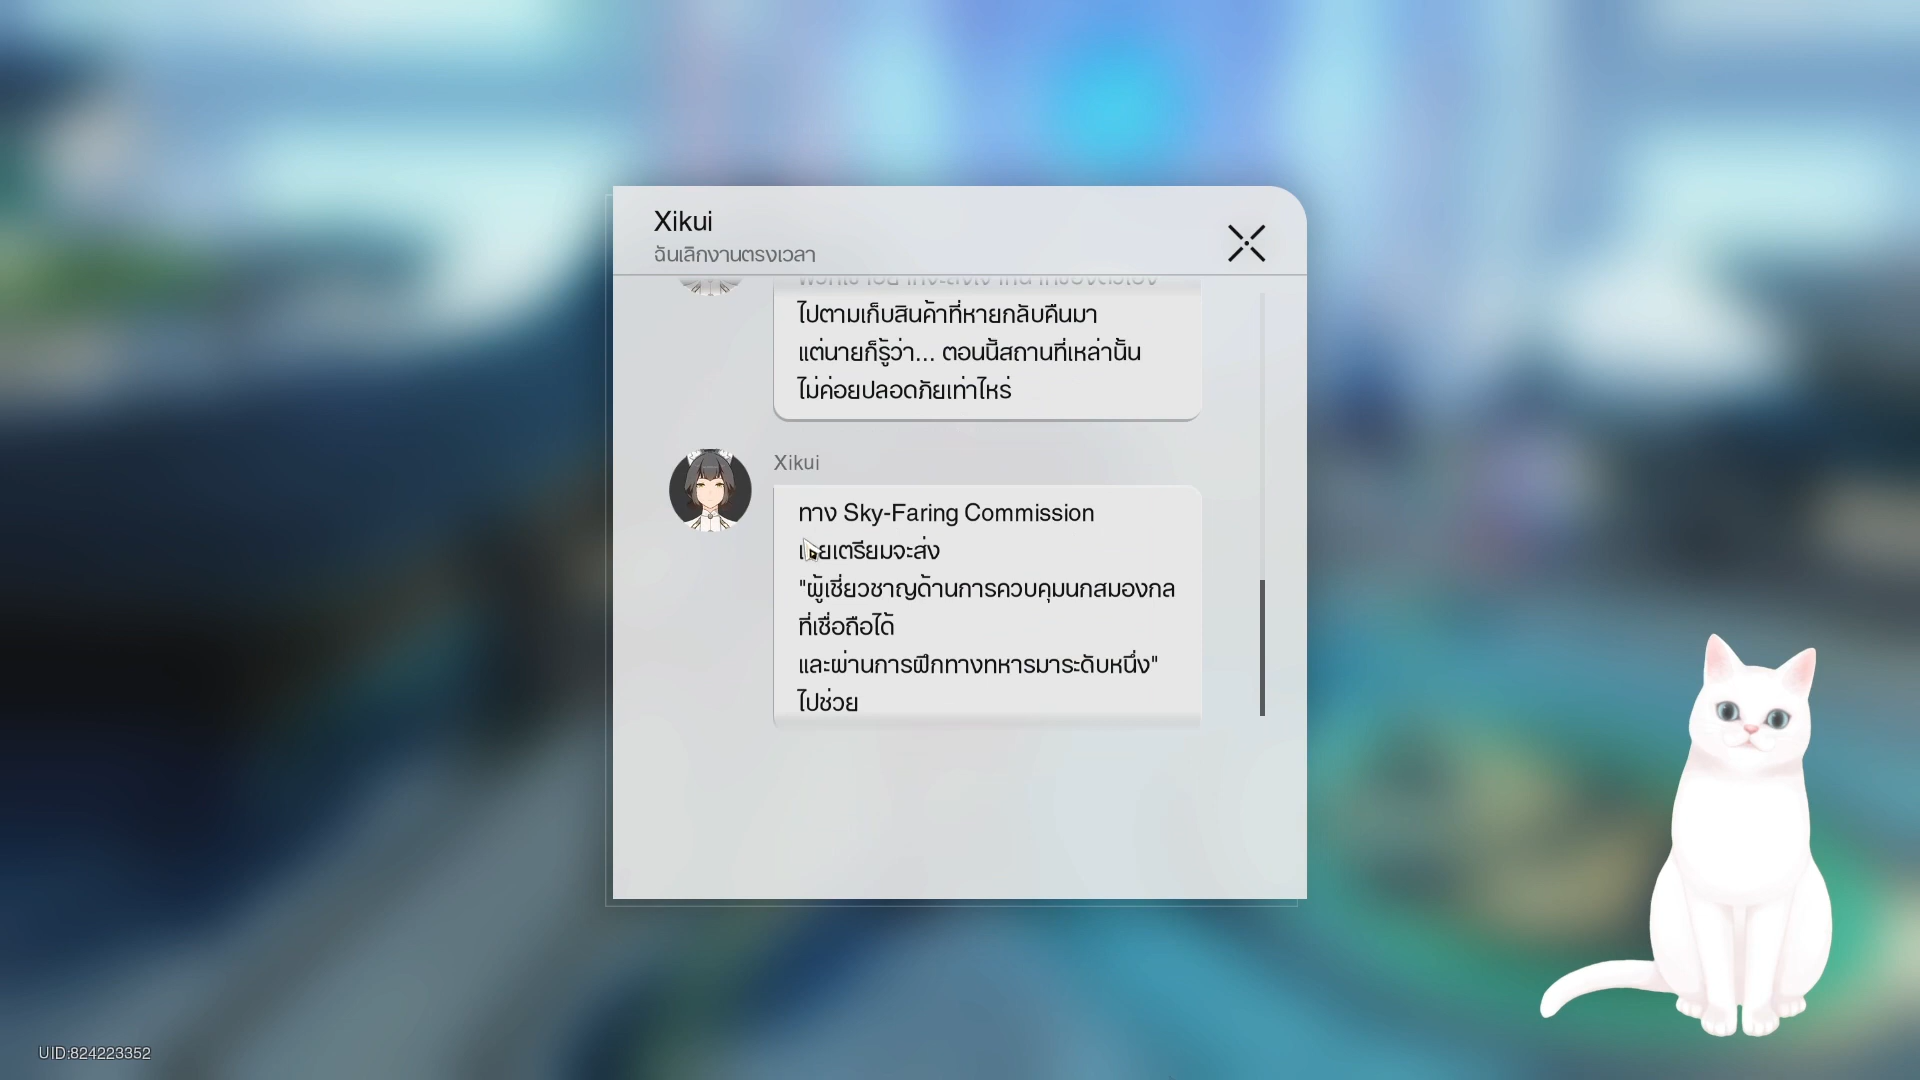 Xikui
ฉันเลิกงานตรงเวลา
ไปตามเก็บสินค้าที่หายกลับคืนมา
แต่นายก็รู้ว่า... ตอนนี้สถานที่เหล่านั้น
ไม่ค่อยปลอดภัยเท่าไหร่
Xikui
ทาง Sky-Faring Commission
เลยเตรียมจะส่ง
"ผู้เชี่ยวชาญด้านการควบคุมนกสมองกล
ที่เชื่อถือได้
และผ่านการฝึกทางทหารมาระดับหนึ่ง"
ไปช่วย
UID:824223352